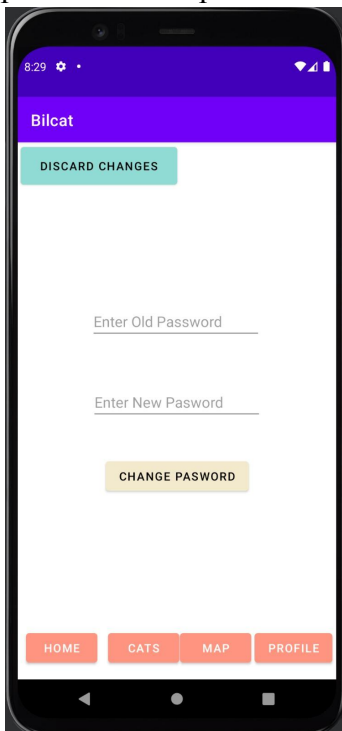 8:29
Bilcat
DISCARD CHANGES
Enter Old Password
Enter New Pasword
CHANGE PASWORD
HOME CATS MAP PROFILE